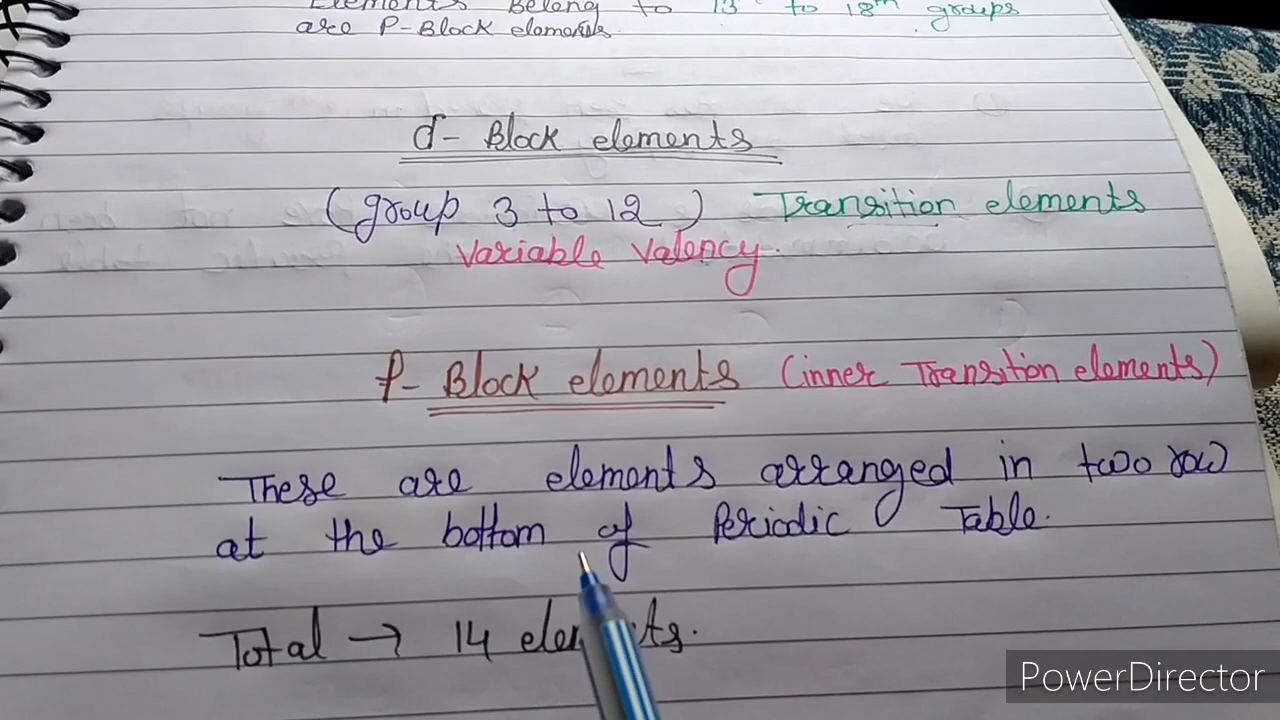 Elements Belong to 13th to 18th groups
are P-Block elements.
d- Block elements
(group 3 to 12) Transition elements
Variable Valency.
f- Block elements (inner Transition elements)
These are elements arranged in two row
at the bottom of Periodic Table.
Total → 14 elements.
PowerDirector